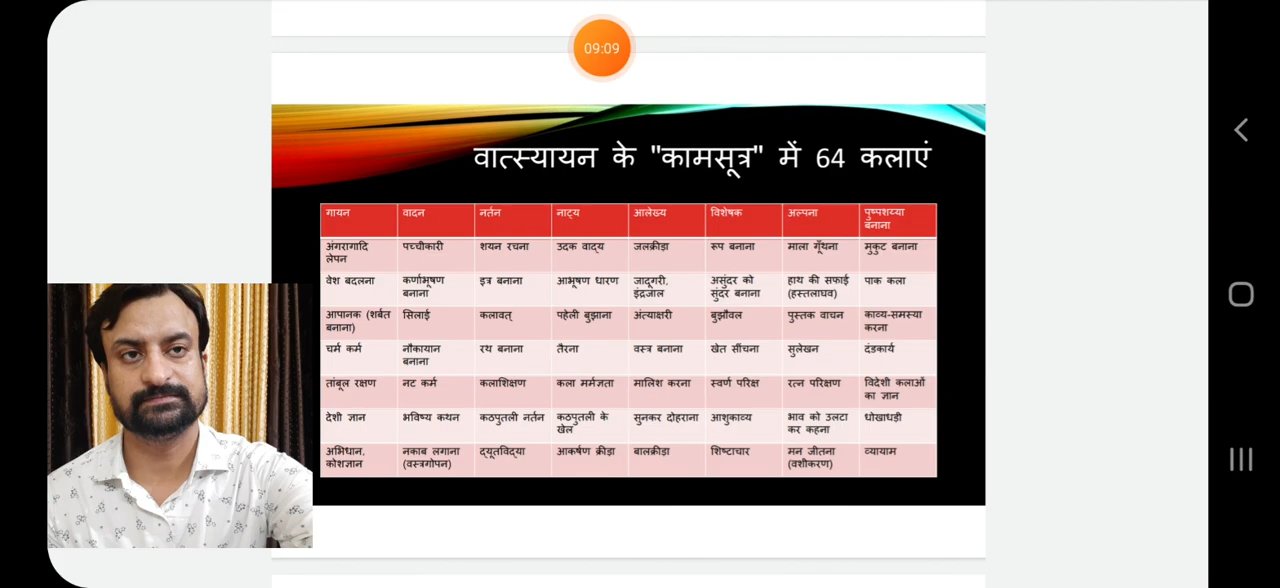 09:09
वात्स्यायन के "कामसूत्र" में 64 कलाएं
गायन वादन नर्तन नाट्य आलेख्य विशेषक अल्पना पुष्पशय्या
बनाना
अंगरागादि पच्चीकारी शयन रचना उदक वाद्य जलक्रीड़ा रूप बनाना माला गूँथना मुकुट बनाना
लेपन
वेश बदलना कर्णाभूषण इत्र बनाना आभूषण धारण जादूगरी, असुंदर को हाथ की सफाई पाक कला
बनाना इंद्रजाल सुंदर बनाना (हस्तलाघव)
आपानक (शर्बत सिलाई कलावत् पहेली बुझाना अंत्याक्षरी बुझौवल पुस्तक वाचन काव्य-समस्या
बनाना) करना
चर्म कर्म नौकायान रथ बनाना तैरना वस्त्र बनाना खेत सींचना सुलेखन दंडकार्य
बनाना
तांबूल रक्षण नट कर्म कलाशिक्षण कला मर्मज्ञता मालिश करना स्वर्ण परिक्ष रत्न परिक्षण विदेशी कलाओं
का ज्ञान
देशी ज्ञान भविष्य कथन कठपुतली नर्तन कठपुतली के सुनकर दोहराना आशुकाव्य भाव को उलटा धोखाधड़ी
खेल कर कहना
अभिधान, नकाब लगाना द्यूतविद्या आकर्षण क्रीड़ा बालक्रीड़ा शिष्टाचार मन जीतना व्यायाम
कोशज्ञान (वस्त्रगोपन) (वशीकरण)